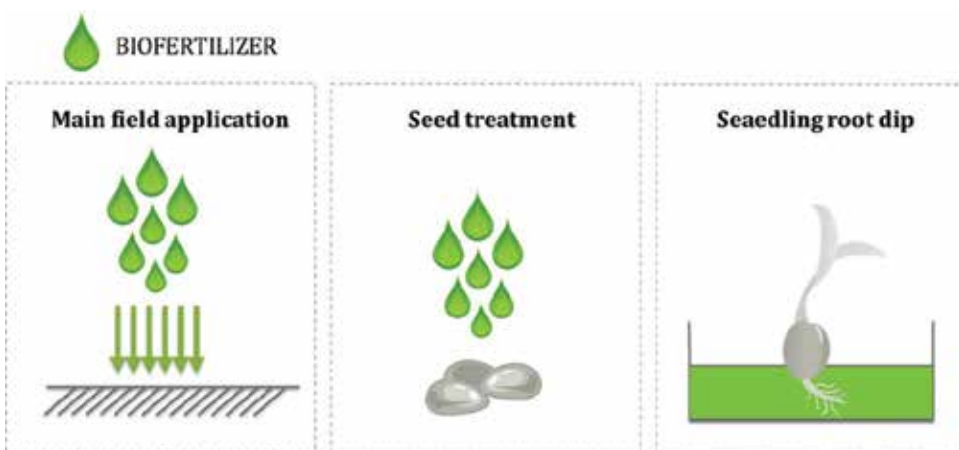 BIOFERTILIZER
Main field application
Seed treatment
Seaedling root dip